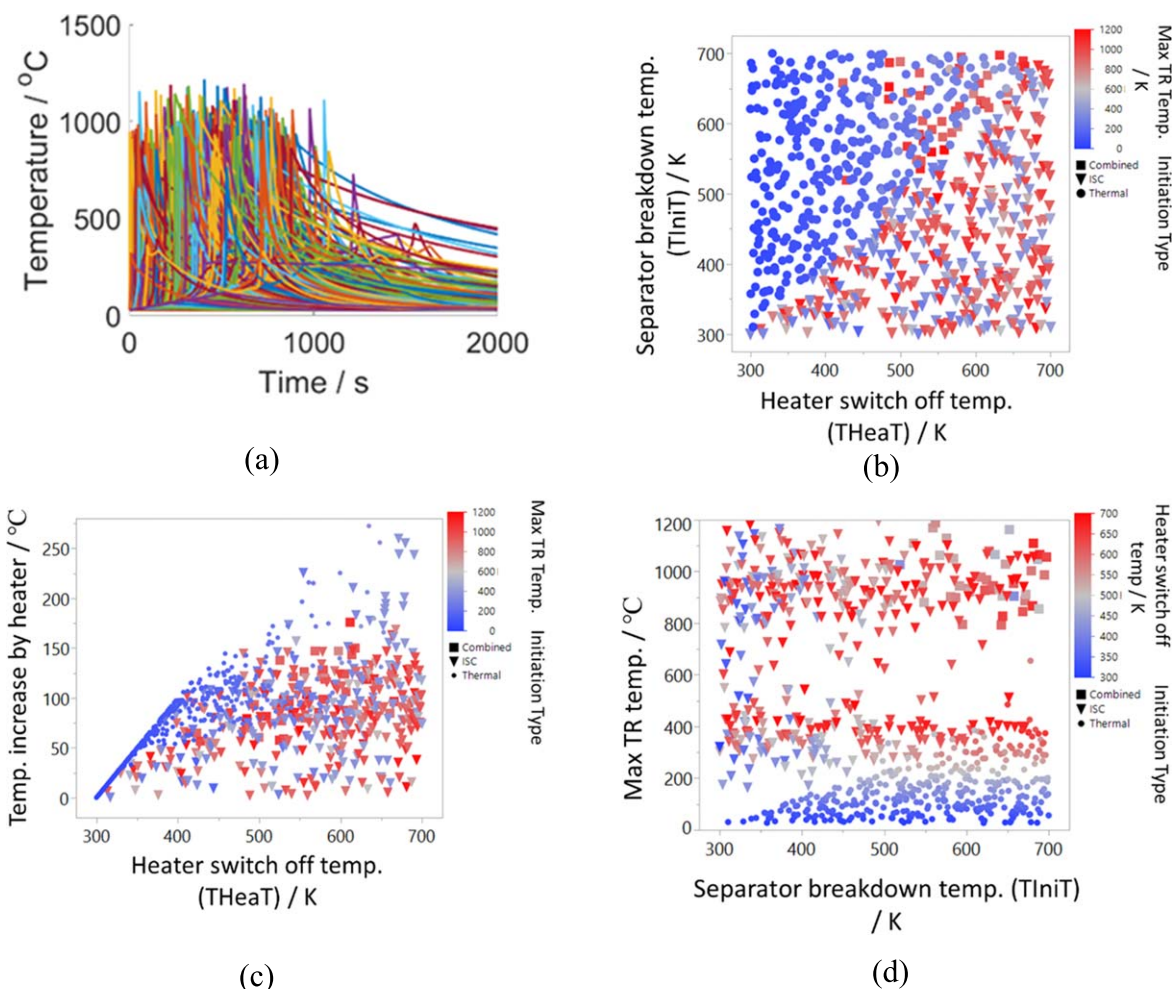 1500
1000
500
0
0
1000
2000
Temperature / °C
Time / s
(a)
700
600
500
400
300
300
400
500
600
700
Separator breakdown temp.
(TIniT) / K
Heater switch off temp.
(THeaT) / K
1200
1000
800
600
400
200
0
Max TR Temp.
/ K
Combined
ISC
Thermal
Initiation Type
(b)
250
200
150
100
50
0
300
400
500
600
700
Temp. increase by heater / °C
Heater switch off temp.
(THeaT) / K
1200
1000
800
600
400
200
0
Max TR Temp.
Combined
ISC
Thermal
Initiation Type
(c)
1200
1000
800
600
400
200
0
300
400
500
600
700
Max TR temp. / °C
Separator breakdown temp. (TIniT)
/ K
700
650
600
550
500
450
400
350
300
Heater switch off
temp / K
Combined
ISC
Thermal
Initiation Type
(d)